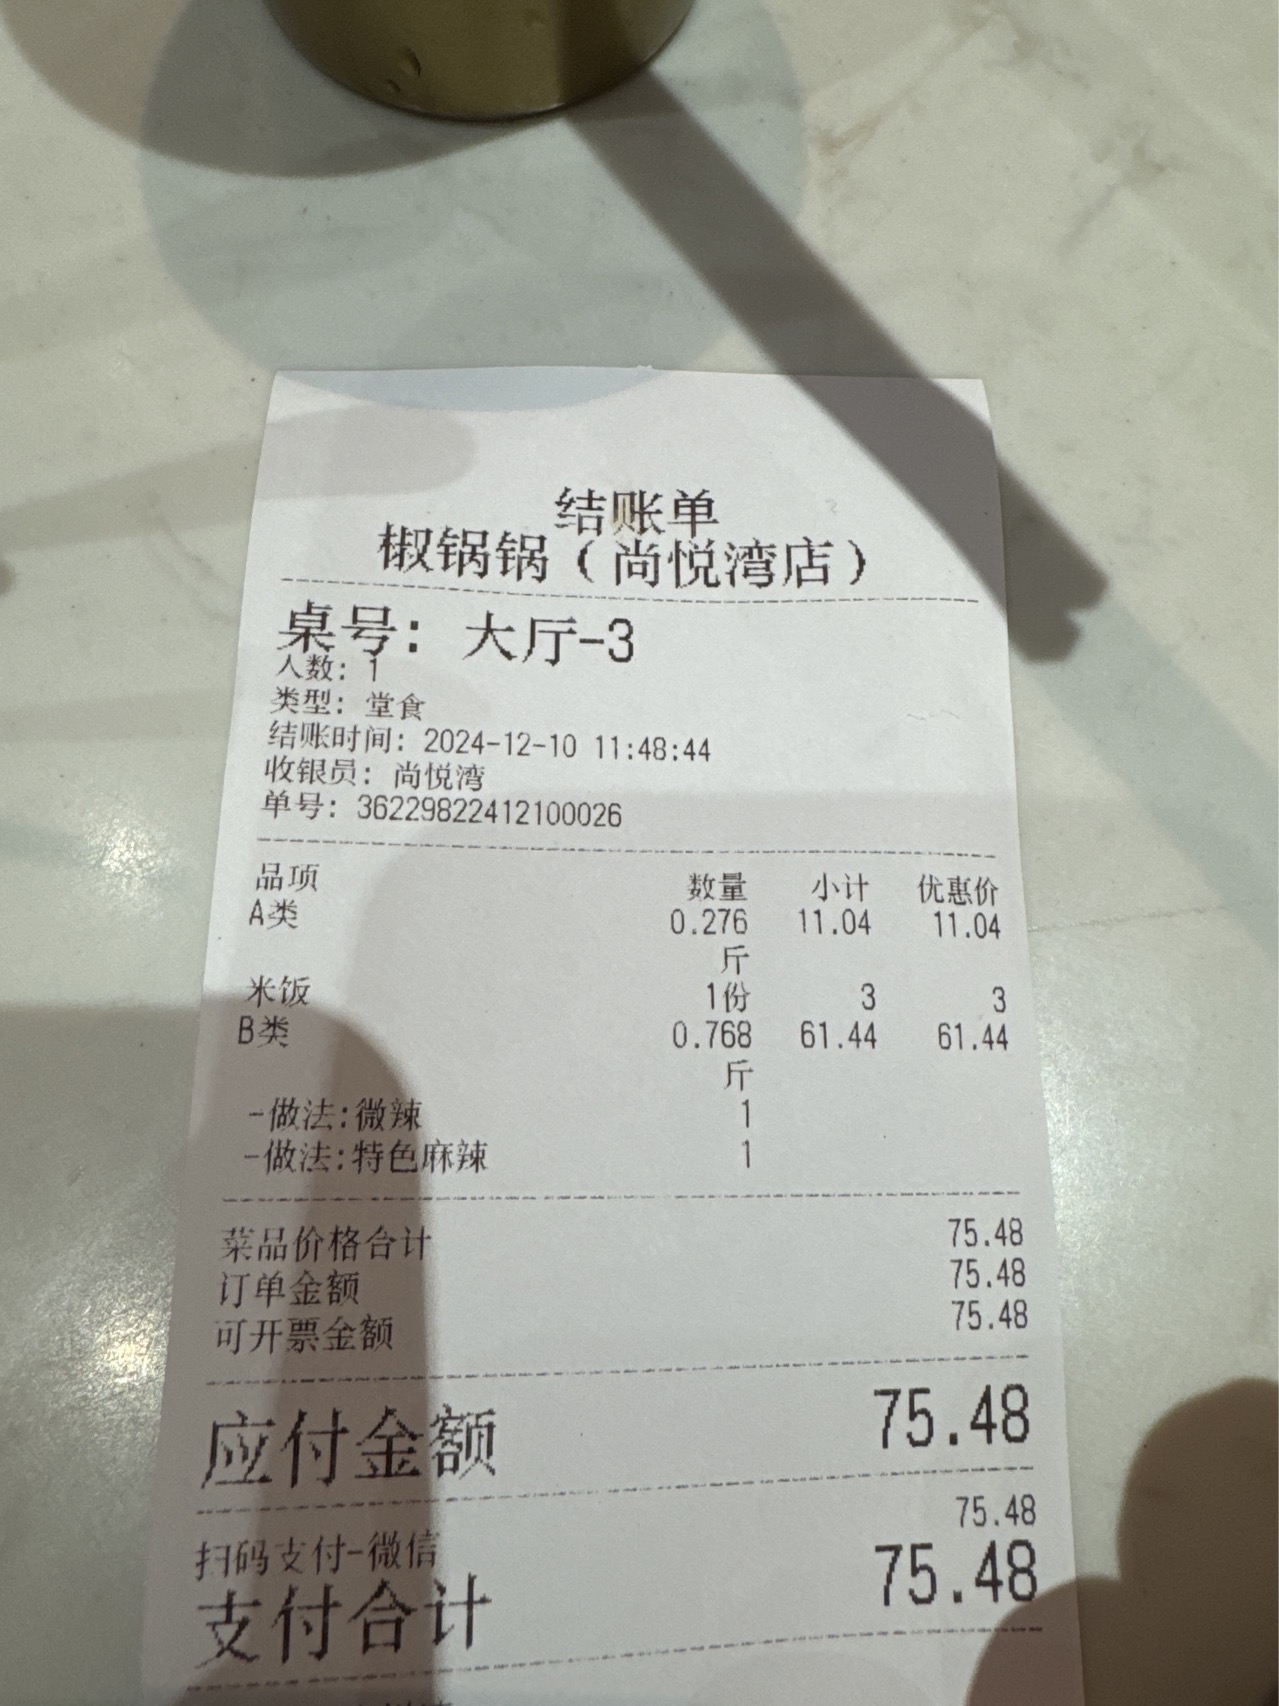 结账单
椒锅锅（尚悦湾店）
桌号：大厅-3
人数：1
类型：堂食
结账时间：2024-12-10 11:48:44
收银员：尚悦湾
单号：36229822412100026
品项 数量 小计 优惠价
A类 0.276 11.04 11.04
斤
米饭 1份 3 3
B类 0.768 61.44 61.44
斤
-做法:微辣 1
-做法:特色麻辣 1
菜品价格合计 75.48
订单金额 75.48
可开票金额 75.48
应付金额 75.48
扫码支付-微信 75.48
支付合计 75.48